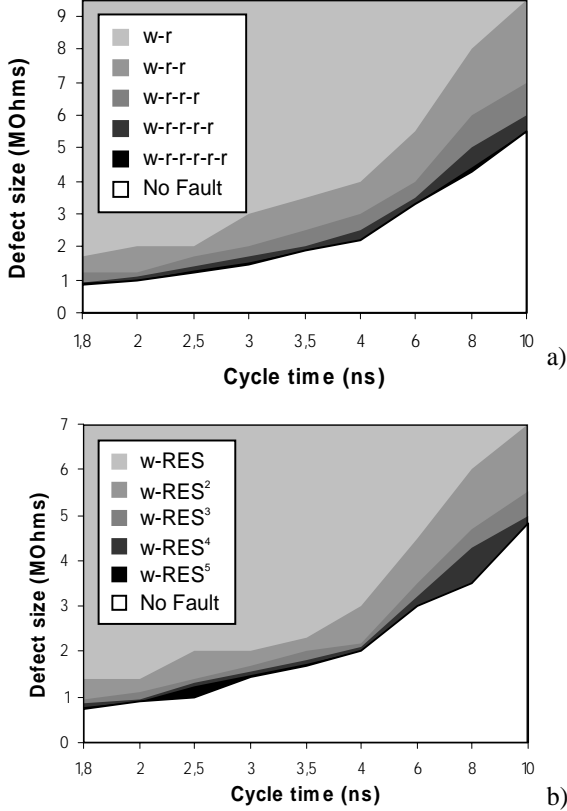 9
8
7
6
5
4
3
2
1
0
Defect size (MOhms)
w-r
w-r-r
w-r-r-r
w-r-r-r-r
w-r-r-r-r-r
No Fault
1,8 2 2,5 3 3,5 4 6 8 10
Cycle time (ns)
a)
7
6
5
4
3
2
1
0
Defect size (MOhms)
w-RES
w-RES²
w-RES³
w-RES⁴
w-RES⁵
No Fault
1,8 2 2,5 3 3,5 4 6 8 10
Cycle time (ns)
b)